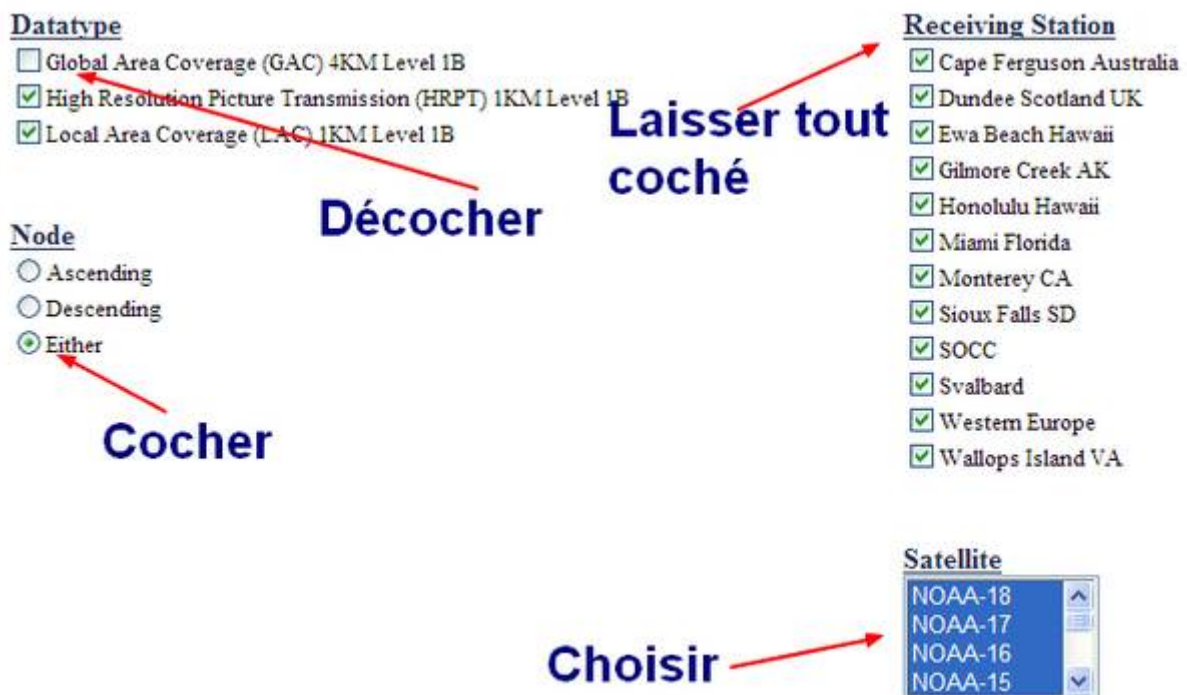 Datatype
Global Area Coverage (GAC) 4KM Level 1B
High Resolution Picture Transmission (HRPT) 1KM Level 1B
Local Area Coverage (LAC) 1KM Level 1B
Décocher
Node
Ascending
Descending
Either
Cocher
Laisser tout
coché
Receiving Station
Cape Ferguson Australia
Dundee Scotland UK
Ewa Beach Hawaii
Gilmore Creek AK
Honolulu Hawaii
Miami Florida
Monterey CA
Sioux Falls SD
SOCC
Svalbard
Western Europe
Wallops Island VA
Satellite
NOAA-18
NOAA-17
NOAA-16
NOAA-15
Choisir